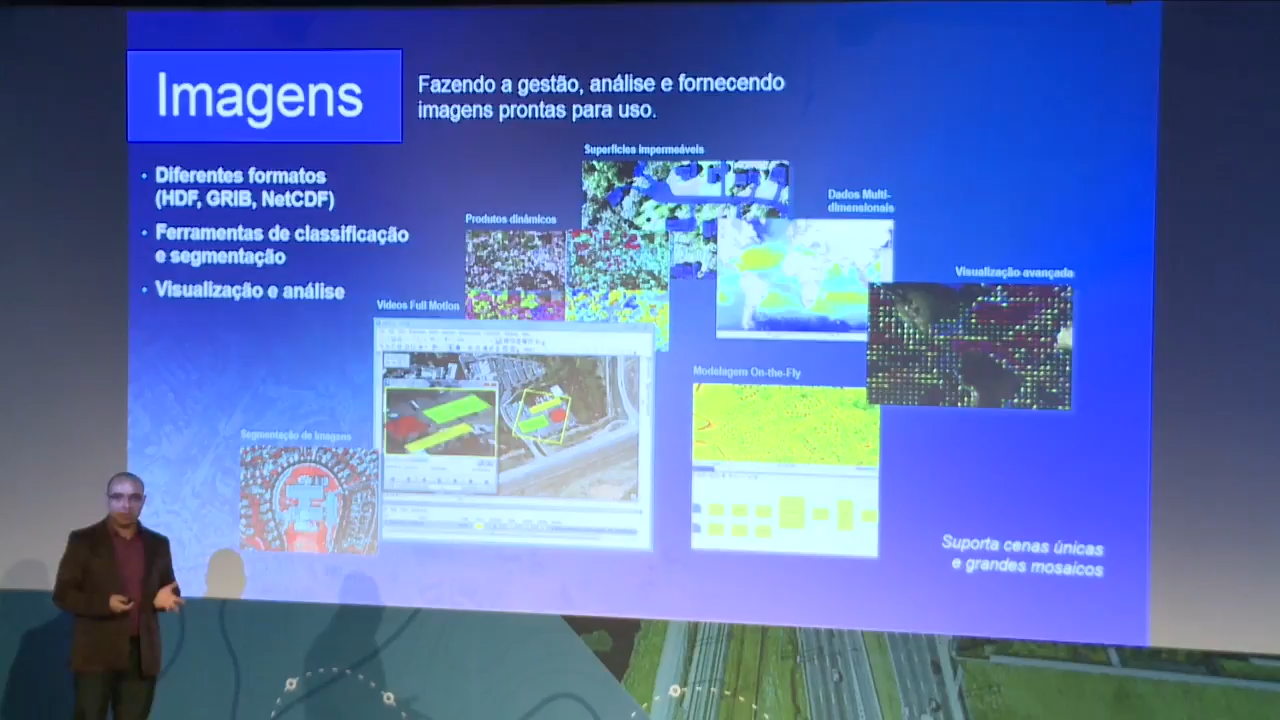 Imagens
Fazendo a gestão, análise e fornecendo
imagens prontas para uso.
· Diferentes formatos
(HDF, GRIB, NetCDF)
· Ferramentas de classificação
e segmentação
· Visualização e análise
Superfícies impermeáveis
Dados Multi-
dimensionais
Produtos dinâmicos
Visualização avançada
Videos Full Motion
Modelagem On-the-Fly
Segmentação de Imagens
Suporta cenas únicas
e grandes mosaicos